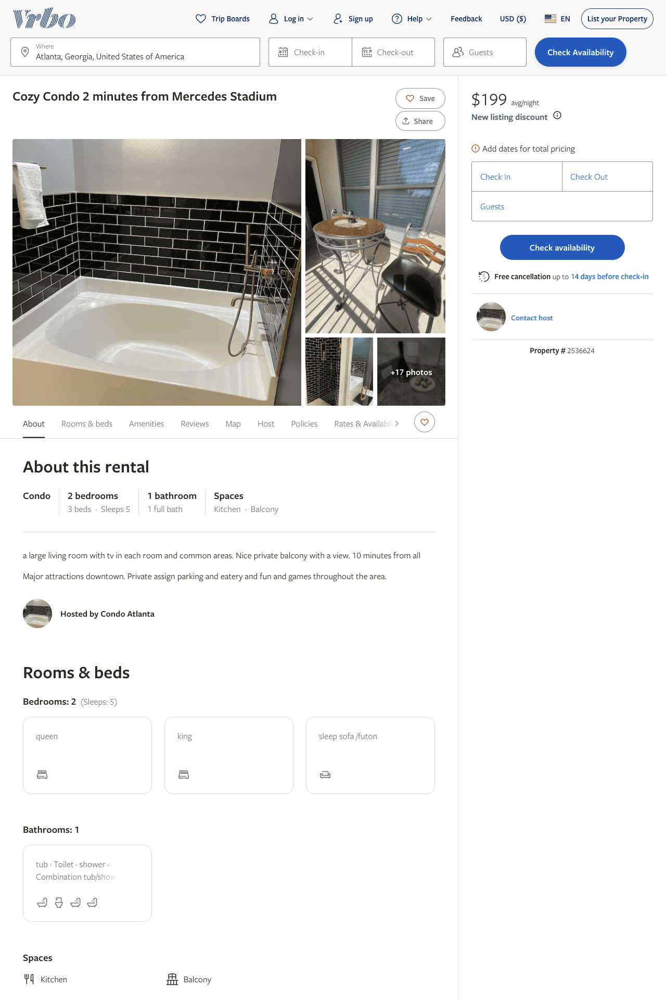 Vrbo
Trip Boards
Log in
Sign up
Help
Feedback
USD ($)
EN
List your Property
Where
Atlanta, Georgia, United States of America
Check-in
Check-out
Guests
Check Availability
Cozy Condo 2 minutes from Mercedes Stadium
Save
Share
+17 photos
$199 avg/night
New listing discount
Add dates for total pricing
Check In
Check Out
Guests
Check availability
Free cancellation up to 14 days before check-in
Contact host
Property # 2536624
About
Rooms & beds
Amenities
Reviews
Map
Host
Policies
Rates & Availabili
About this rental
Condo
2 bedrooms
3 beds · Sleeps 5
1 bathroom
1 full bath
Spaces
Kitchen · Balcony
a large living room with tv in each room and common areas. Nice private balcony with a view. 10 minutes from all
Major attractions downtown. Private assign parking and eatery and fun and games throughout the area.
Hosted by Condo Atlanta
Rooms & beds
Bedrooms: 2 (Sleeps: 5)
queen
king
sleep sofa /futon
Bathrooms: 1
tub · Toilet · shower ·
Combination tub/show
Spaces
Kitchen
Balcony